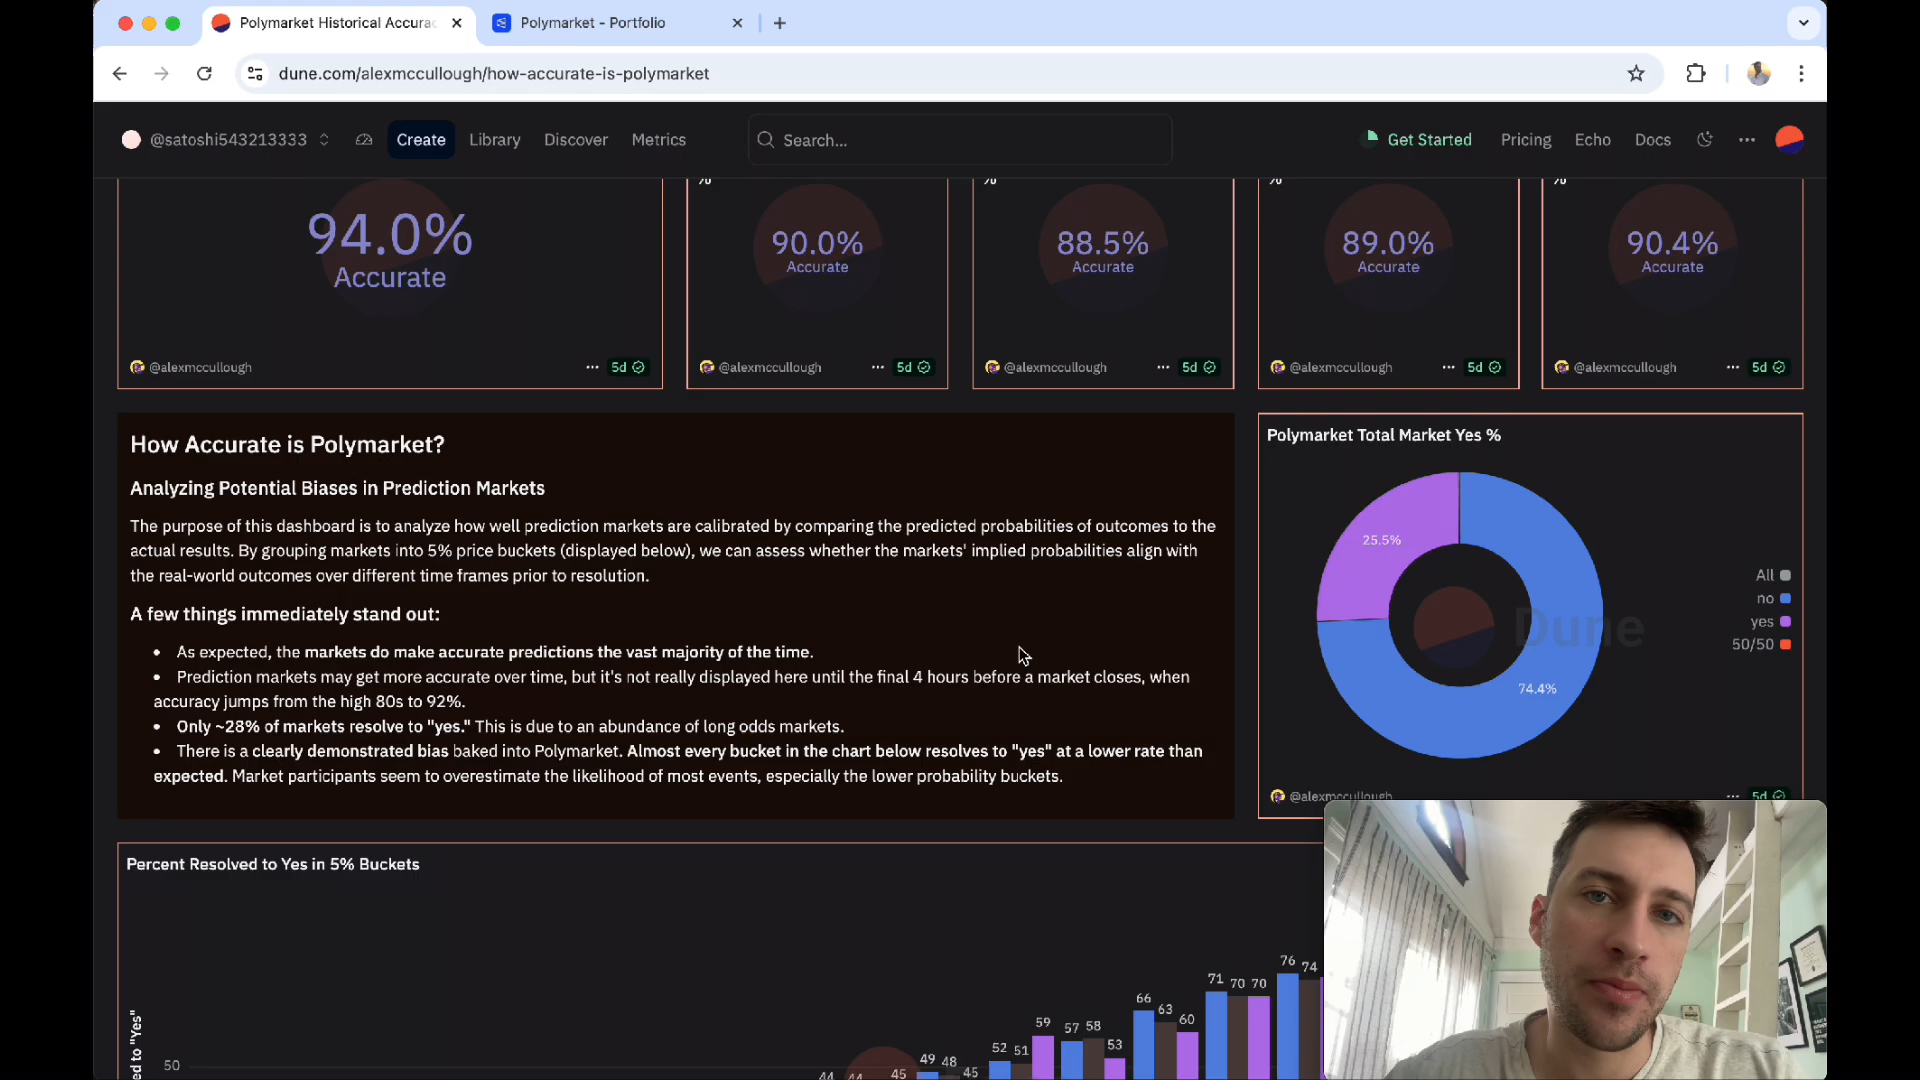 Polymarket Historical Accurac
Polymarket - Portfolio
dune.com/alexmccullough/how-accurate-is-polymarket
@satoshi543213333
Create
Library
Discover
Metrics
Search...
Get Started
Pricing
Echo
Docs
%
%
%
%
94.0%
Accurate
90.0%
Accurate
88.5%
Accurate
89.0%
Accurate
90.4%
Accurate
@alexmccullough
5d
@alexmccullough
5d
@alexmccullough
5d
@alexmccullough
5d
@alexmccullough
5d
How Accurate is Polymarket?
Analyzing Potential Biases in Prediction Markets
The purpose of this dashboard is to analyze how well prediction markets are calibrated by comparing the predicted probabilities of outcomes to the
actual results. By grouping markets into 5% price buckets (displayed below), we can assess whether the markets' implied probabilities align with
the real-world outcomes over different time frames prior to resolution.
A few things immediately stand out:
• As expected, the markets do make accurate predictions the vast majority of the time.
• Prediction markets may get more accurate over time, but it's not really displayed here until the final 4 hours before a market closes, when
accuracy jumps from the high 80s to 92%.
• Only ~28% of markets resolve to "yes." This is due to an abundance of long odds markets.
• There is a clearly demonstrated bias baked into Polymarket. Almost every bucket in the chart below resolves to "yes" at a lower rate than
expected. Market participants seem to overestimate the likelihood of most events, especially the lower probability buckets.
Polymarket Total Market Yes %
25.5%
74.4%
Dune
All
no
yes
50/50
@alexmccullough
5d
Percent Resolved to Yes in 5% Buckets
ed to "Yes"
50
44
44
45
49
48
45
52
51
59
57
58
53
66
63
60
71
70
70
76
74